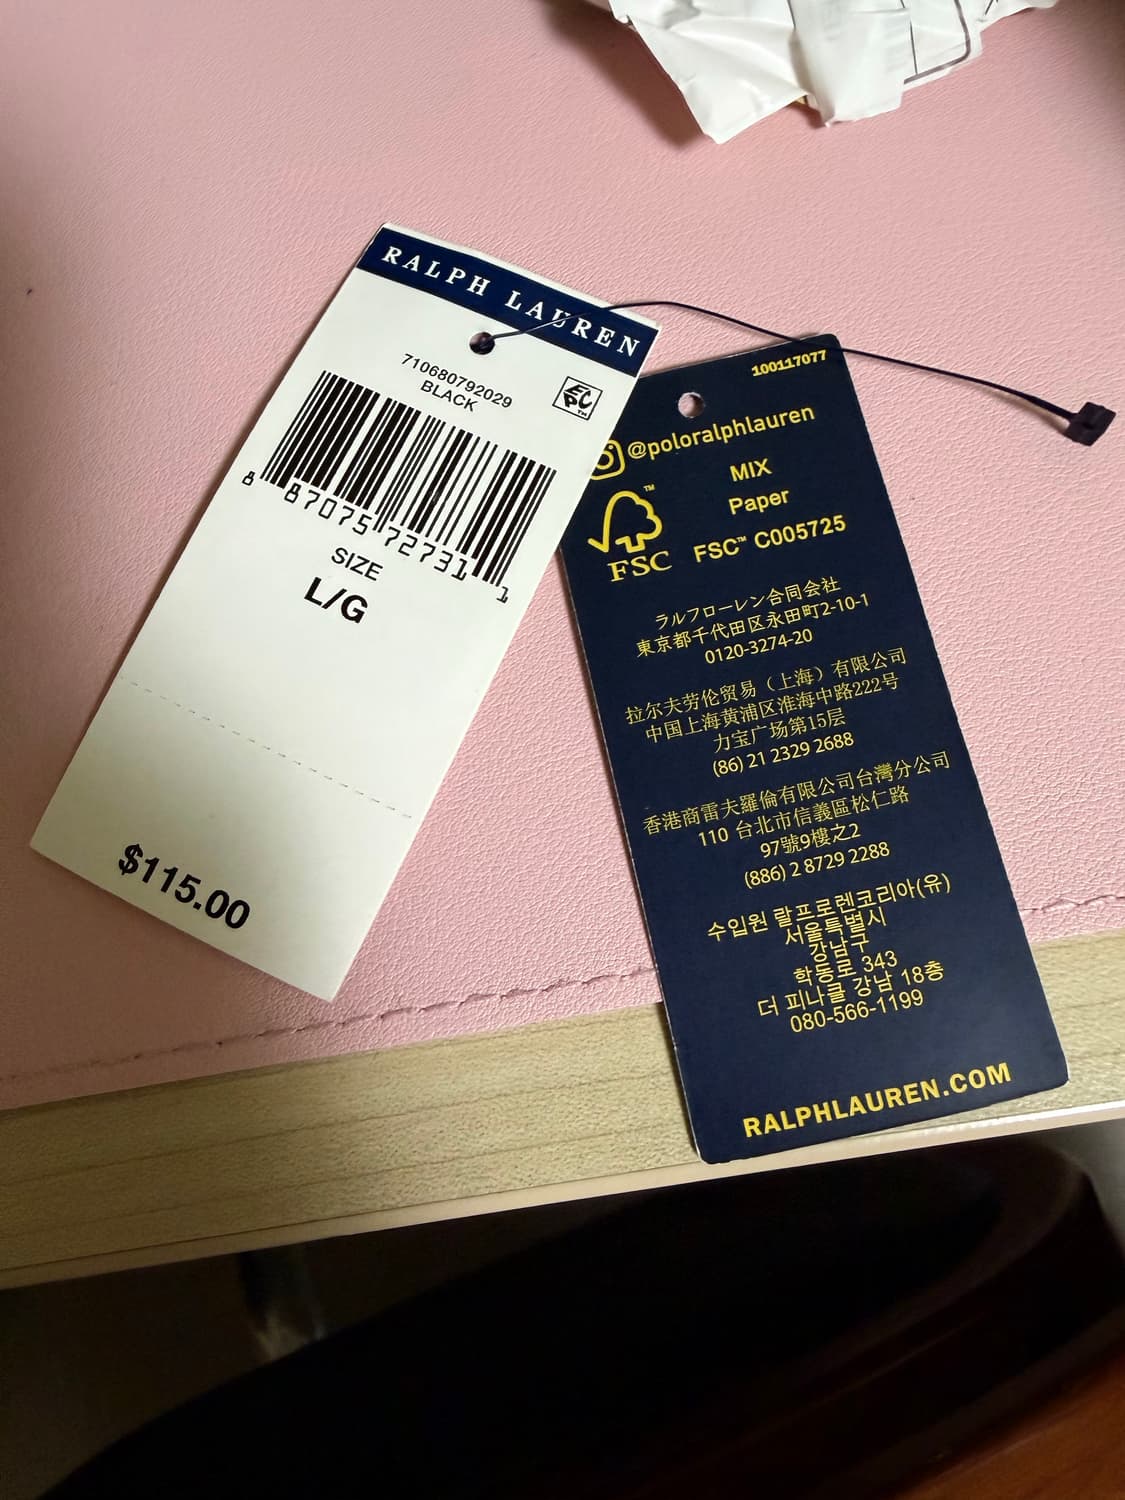 RALPH LAUREN
710680792029
BLACK
EPC™
8 87075 72731 1
SIZE
L/G
$115.00
100117077
@poloralphlauren
MIX
Paper
FSC™ C005725
™
FSC
ラルフローレン合同会社
東京都千代田区永田町2-10-1
0120-3274-20
拉尔夫劳伦贸易（上海）有限公司
中国上海黄浦区淮海中路222号
力宝广场第15层
(86) 21 2329 2688
香港商雷夫羅倫有限公司台灣分公司
110 台北市信義區松仁路
97號9樓之2
(886) 2 8729 2288
수입원 랄프로렌코리아(유)
서울특별시
강남구
학동로 343
더 피나클 강남 18층
080-566-1199
RALPHLAUREN.COM